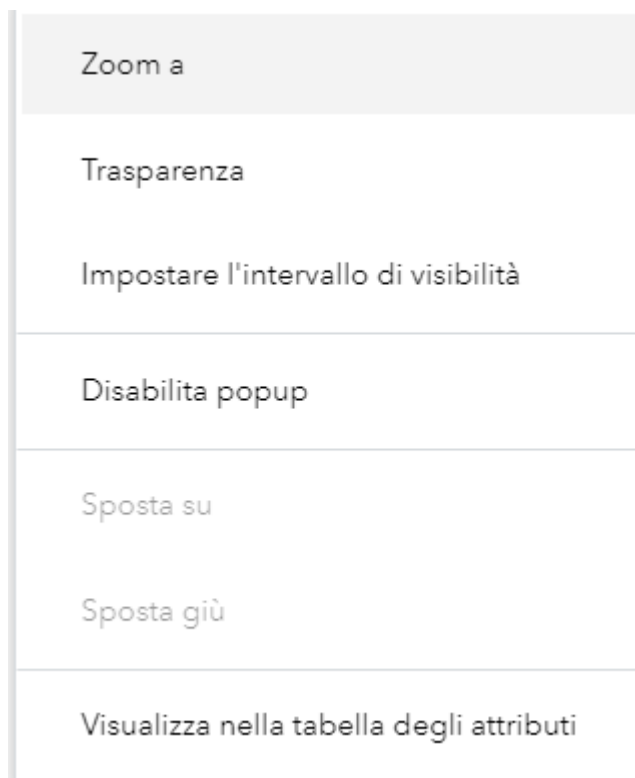 Zoom a
Trasparenza
Impostare l'intervallo di visibilità
Disabilita popup
Sposta su
Sposta giù
Visualizza nella tabella degli attributi